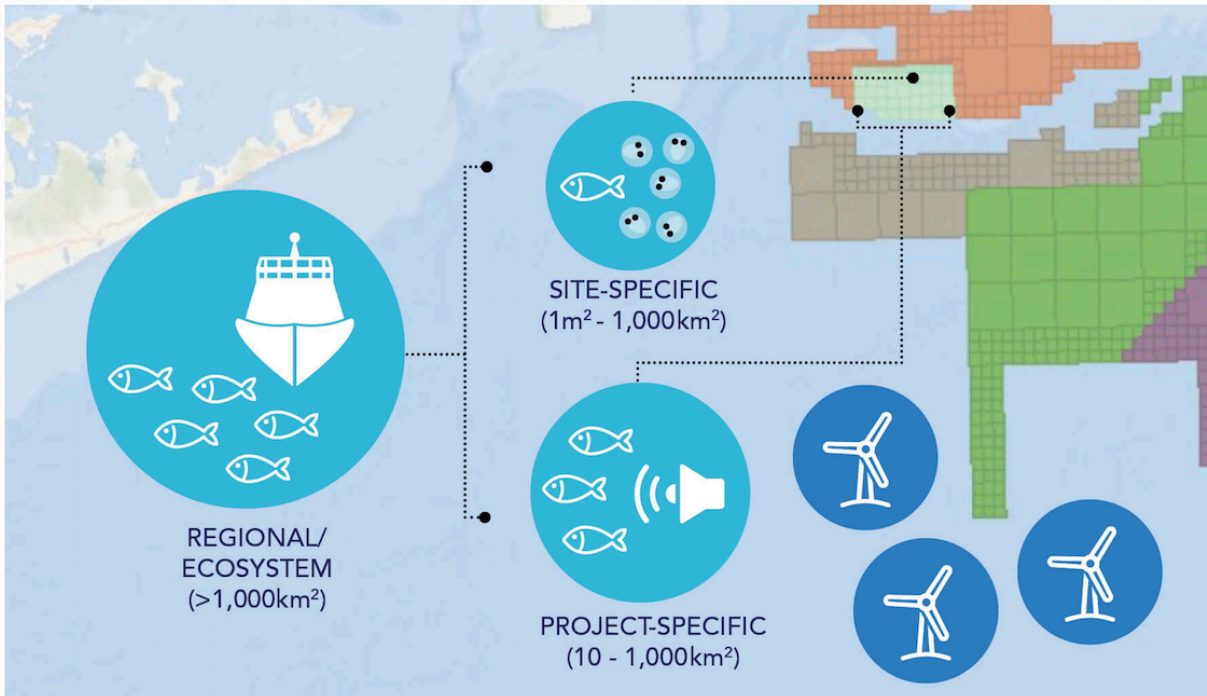 SITE-SPECIFIC
(1m² - 1,000km²)
REGIONAL/
ECOSYSTEM
(>1,000km²)
PROJECT-SPECIFIC
(10 - 1,000km²)